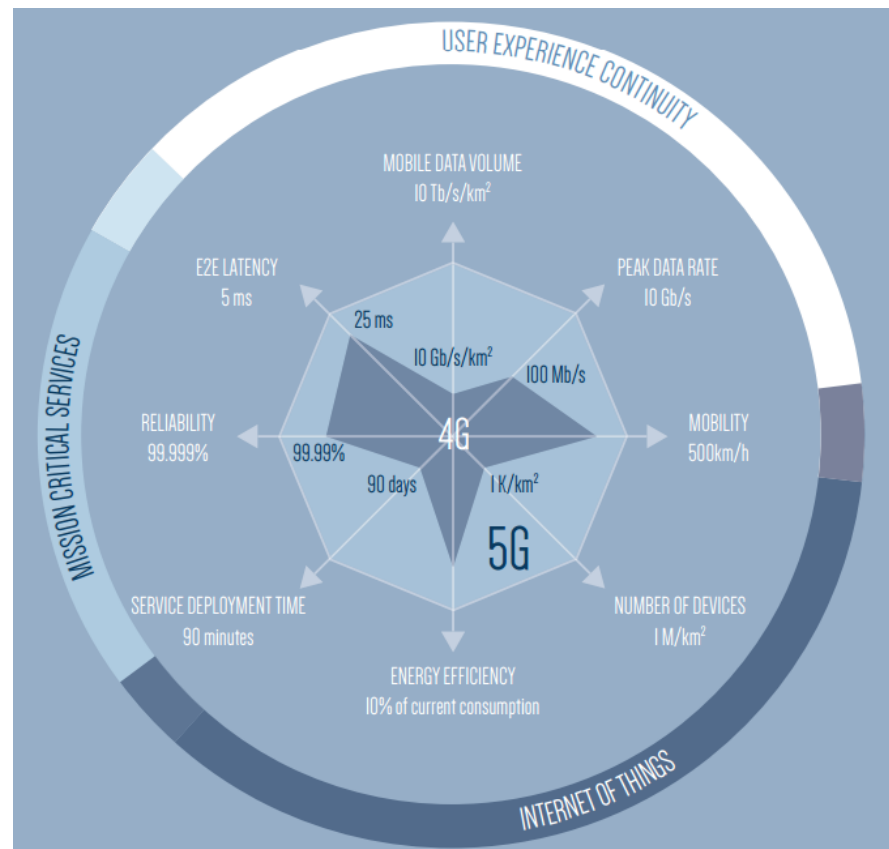 USER EXPERIENCE CONTINUITY
MOBILE DATA VOLUME
10 Tb/s/km²
E2E LATENCY
5 ms
PEAK DATA RATE
10 Gb/s
25 ms
10 Gb/s/km²
100 Mb/s
RELIABILITY
99.999%
4G
MOBILITY
500km/h
99.99%
90 days
1 K/km²
5G
SERVICE DEPLOYMENT TIME
90 minutes
NUMBER OF DEVICES
1 M/km²
ENERGY EFFICIENCY
10% of current consumption
MISSION CRITICAL SERVICES
INTERNET OF THINGS